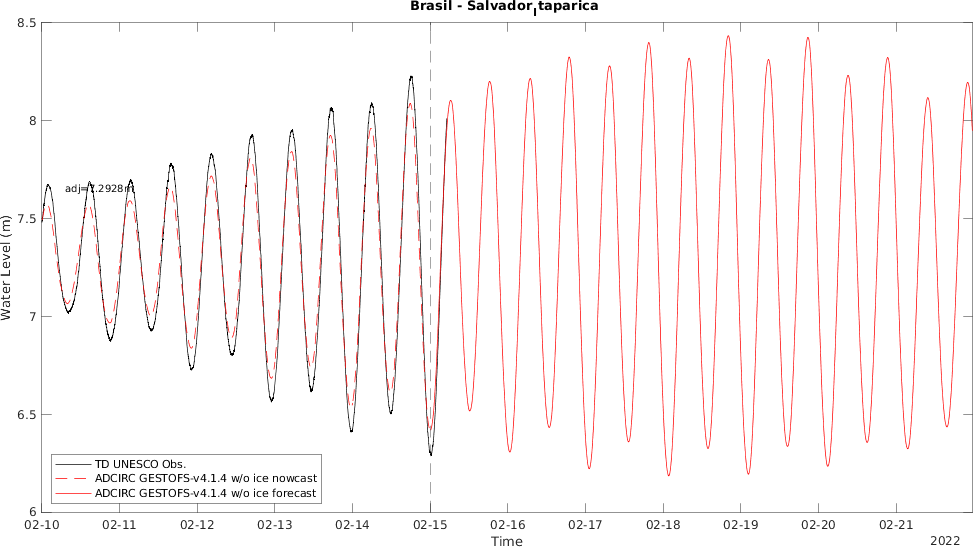 Brasil - Salvador,taparica
8.5
8
7.5
7
6.5
6
Water Level (m)
adj=7.2928m
TD UNESCO Obs.
ADCIRC GESTOFS-v4.1.4 w/o ice nowcast
ADCIRC GESTOFS-v4.1.4 w/o ice forecast
02-10
02-11
02-12
02-13
02-14
02-15
02-16
02-17
02-18
02-19
02-20
02-21
Time
2022